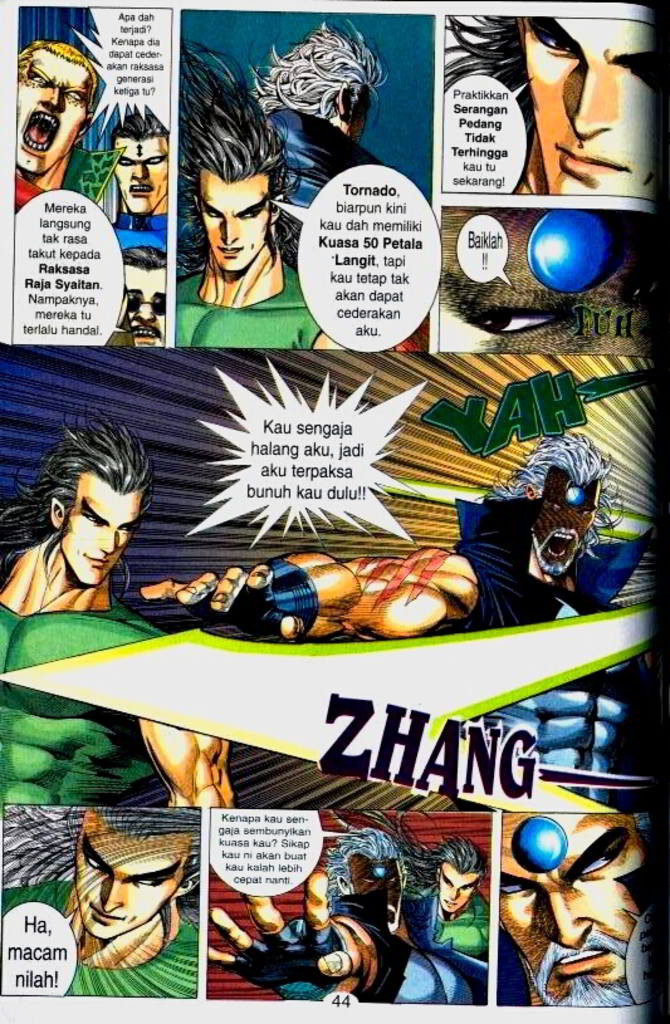 Apa dah
terjadi?
Kenapa dia
dapat ceder-
akan raksasa
generasi
ketiga tu?
Mereka
langsung
tak rasa
takut kepada
Raksasa
Raja Syaitan.
Nampaknya,
mereka tu
terlalu handal.
Tornado,
biarpun kini
kau dah memiliki
Kuasa 50 Petala
Langit, tapi
kau tetap tak
akan dapat
cederakan
aku.
Praktikkan
Serangan
Pedang
Tidak
Terhingga
kau tu
sekarang!
Baiklah
!!
FUH
Kau sengaja
halang aku, jadi
aku terpaksa
bunuh kau dulu!!
YAH
ZHANG
Ha,
macam
nilah!
Kenapa kau sen-
gaja sembunyikan
kuasa kau? Sikap
kau ni akan buat
kau kalah lebih
cepat nanti.
44